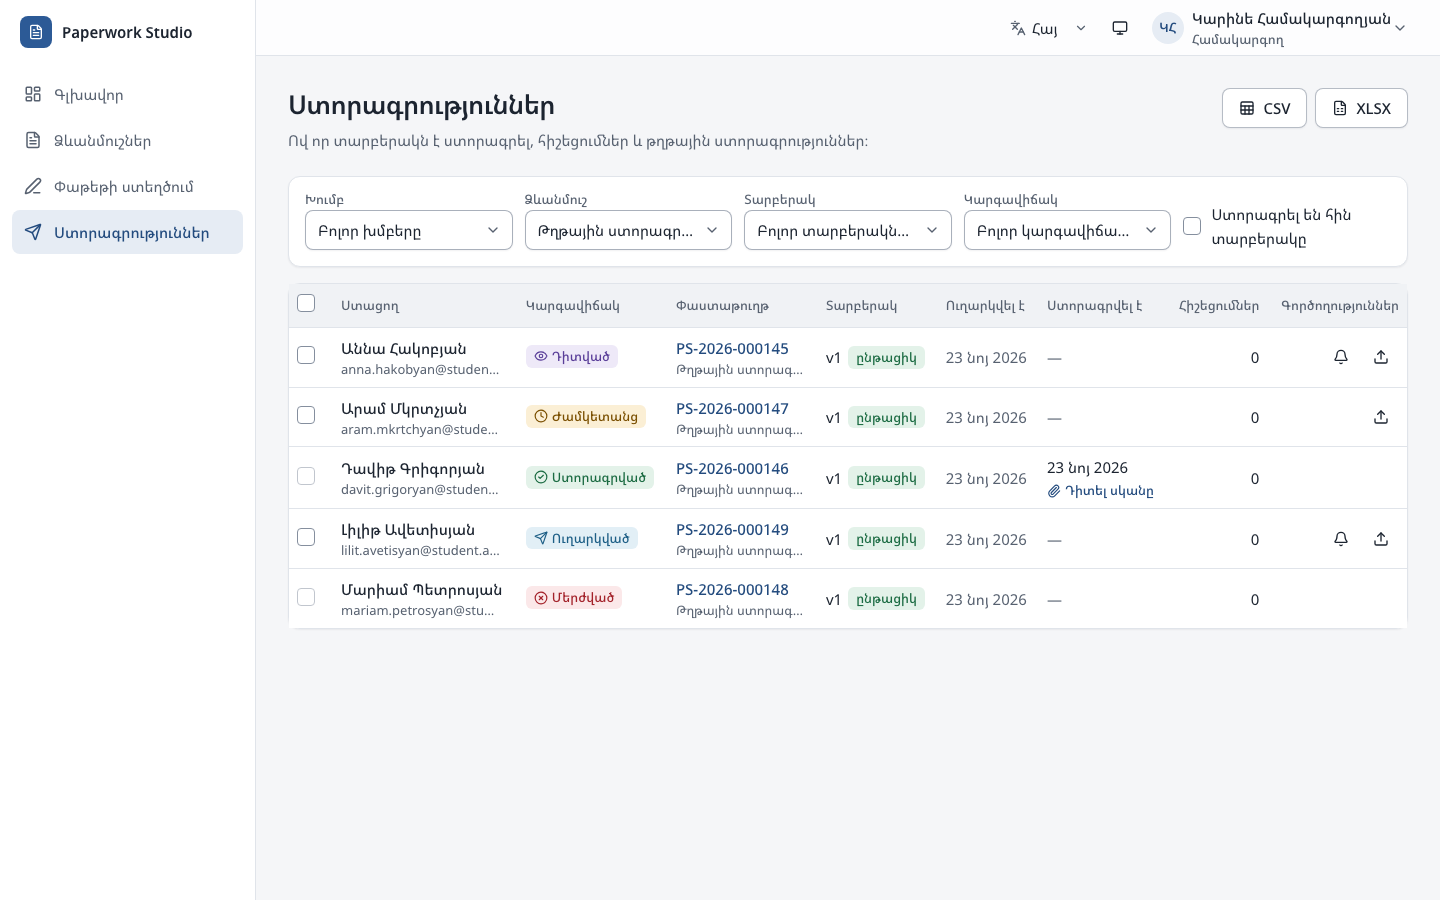 Paperwork Studio
Գլխավոր
Ձևանմուշներ
Փաթեթի ստեղծում
Ստորագրություններ
Հայ
ԿՀ
Կարինե Համակարգողյան
Համակարգող
Ստորագրություններ
Ով որ տարբերակն է ստորագրել, հիշեցումներ և թղթային ստորագրություններ։
CSV
XLSX
Խումբ
Ձևանմուշ
Տարբերակ
Կարգավիճակ
Բոլոր խմբերը
Թղթային ստորագր...
Բոլոր տարբերակն...
Բոլոր կարգավիճա...
Ստորագրել են հին
տարբերակը
Ստացող Կարգավիճակ Փաստաթուղթ Տարբերակ Ուղարկվել է Ստորագրվել է Հիշեցումներ Գործողություններ
Աննա Հակոբյան Դիտված PS-2026-000145 v1 ընթացիկ 23 նոյ 2026 — 0
anna.hakobyan@studen... Թղթային ստորագ...
Արամ Մկրտչյան Ժամկետանց PS-2026-000147 v1 ընթացիկ 23 նոյ 2026 — 0
aram.mkrtchyan@stude... Թղթային ստորագ...
Դավիթ Գրիգորյան Ստորագրված PS-2026-000146 v1 ընթացիկ 23 նոյ 2026 23 նոյ 2026 0
davit.grigoryan@studen... Թղթային ստորագ... Դիտել սկանը
Լիլիթ Ավետիսյան Ուղարկված PS-2026-000149 v1 ընթացիկ 23 նոյ 2026 — 0
lilit.avetisyan@student.a... Թղթային ստորագ...
Մարիամ Պետրոսյան Մերժված PS-2026-000148 v1 ընթացիկ 23 նոյ 2026 — 0
mariam.petrosyan@stu... Թղթային ստորագ...